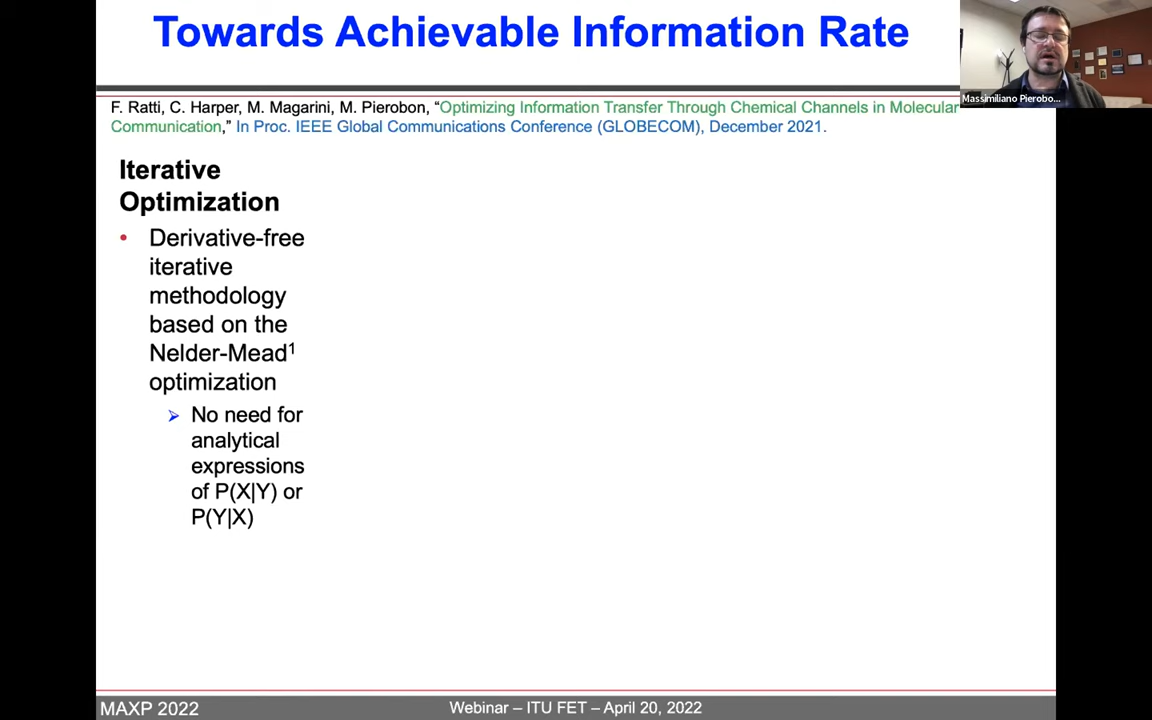 Towards Achievable Information Rate
Massimiliano Pierobo...
F. Ratti, C. Harper, M. Magarini, M. Pierobon, “Optimizing Information Transfer Through Chemical Channels in Molecular
Communication,” In Proc. IEEE Global Communications Conference (GLOBECOM), December 2021.
Iterative
Optimization
• Derivative-free
iterative
methodology
based on the
Nelder-Mead¹
optimization
➢ No need for
analytical
expressions
of P(X|Y) or
P(Y|X)
MAXP 2022
Webinar – ITU FET – April 20, 2022